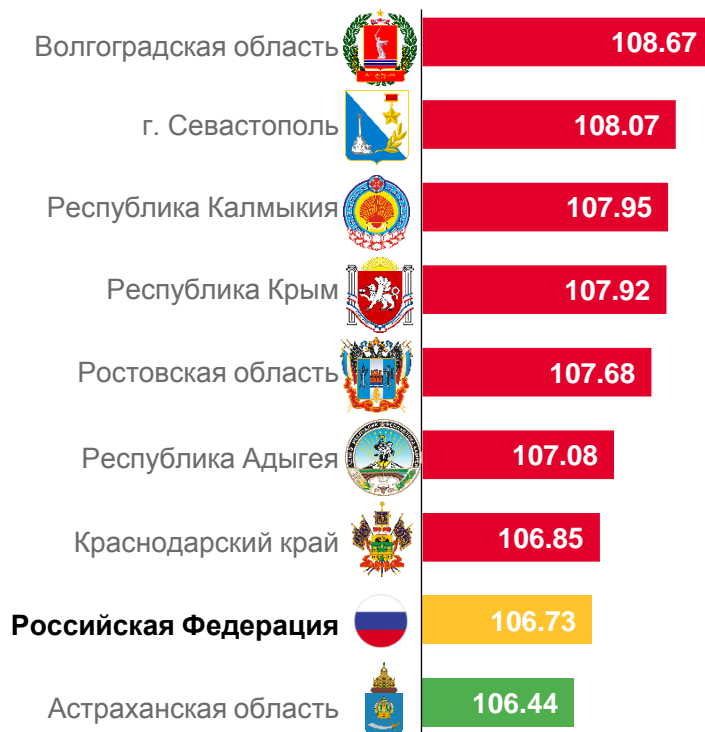 Волгоградская область 108.67
г. Севастополь 108.07
Республика Калмыкия 107.95
Республика Крым 107.92
Ростовская область 107.68
Республика Адыгея 107.08
Краснодарский край 106.85
Российская Федерация 106.73
Астраханская область 106.44